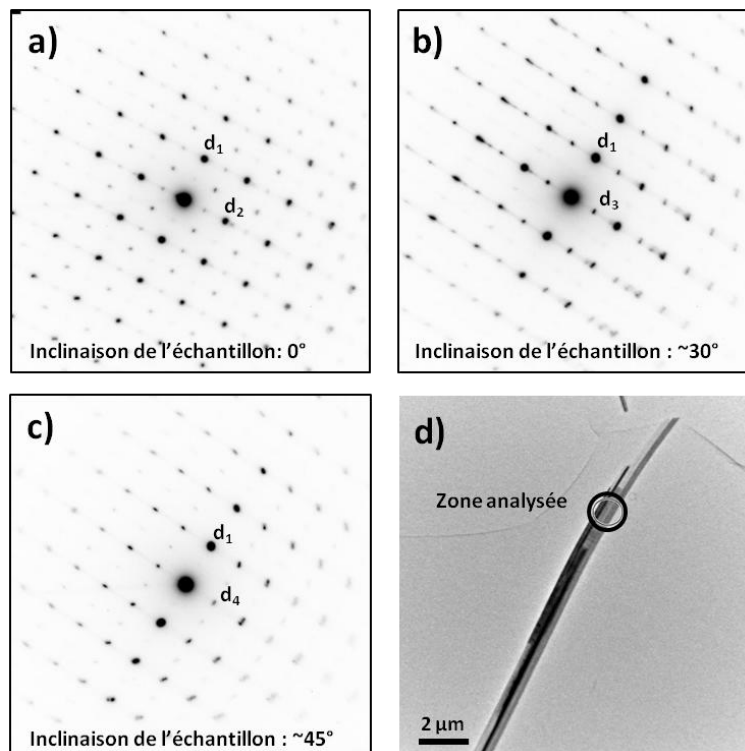 a)
d₁
d₂
Inclinaison de l'échantillon: 0°
b)
d₁
d₃
Inclinaison de l'échantillon : ~30°
c)
d₁
d₄
Inclinaison de l'échantillon : ~45°
d)
Zone analysée
2 µm